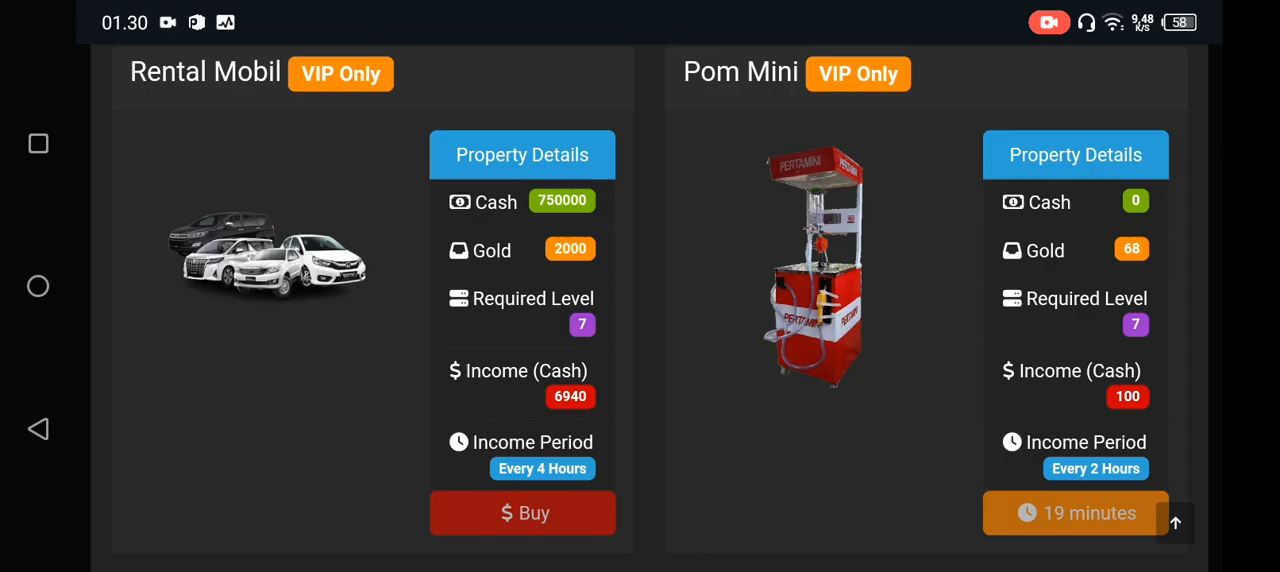 01.30
9,48
K/S
58
Rental Mobil VIP Only
Property Details
Cash 750000
Gold 2000
Required Level
7
$ Income (Cash)
6940
Income Period
Every 4 Hours
$ Buy
Pom Mini VIP Only
PERTAMINI
PERTAMINI
Property Details
Cash 0
Gold 68
Required Level
7
$ Income (Cash)
100
Income Period
Every 2 Hours
19 minutes